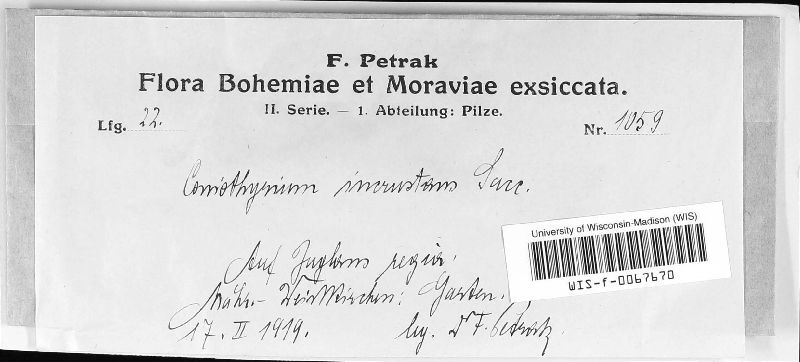 F. Petrak
Flora Bohemiae et Moraviae exsiccata.
II. Serie. — 1. Abteilung: Pilze.
Lfg. 22.
Nr. 1059
Coniothyrium incrustans Sacc.
University of Wisconsin-Madison (WIS)
WIS-f-0067670
Auf Juglans regia.
Mähr.-Weisskirchen: Garten.
17. II 1919.
leg. Dr F. Petrak.